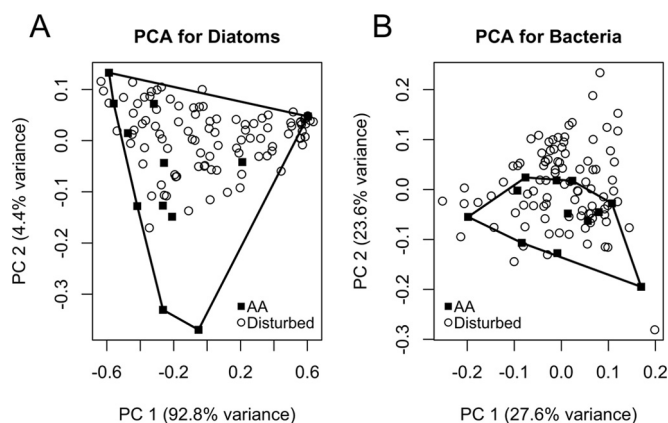 A
PCA for Diatoms
PC 2 (4.4% variance)
0.1
0.0
-0.1
-0.2
-0.3
AA
Disturbed
-0.6
-0.2
0.2
0.6
PC 1 (92.8% variance)
B
PCA for Bacteria
PC 2 (23.6% variance)
0.2
0.1
0.0
-0.1
-0.2
-0.3
AA
Disturbed
-0.2
-0.1
0.0
0.1
0.2
PC 1 (27.6% variance)